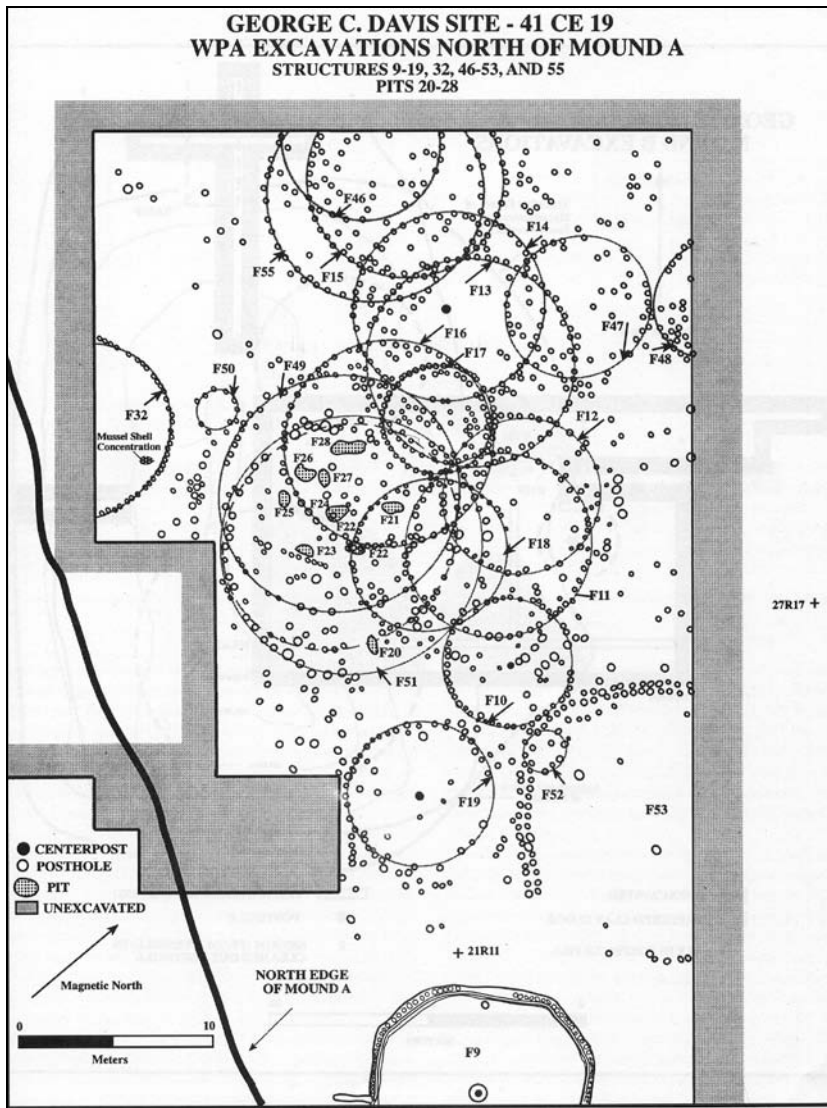 GEORGE C. DAVIS SITE - 41 CE 19
WPA EXCAVATIONS NORTH OF MOUND A
STRUCTURES 9-19, 32, 46-53, AND 55
PITS 20-28
F46
F14
F55
F15
F13
F47
F48
F16
F17
F50
F49
F32
F12
Mussel Shell
Concentration
F28
F26
F27
F25
F24
F22
F21
F23
F22
F18
F11
27R17
F20
F51
F10
F19
F52
F53
CENTERPOST
POSTHOLE
PIT
UNEXCAVATED
21R11
Magnetic North
NORTH EDGE
OF MOUND A
0 10
Meters
F9